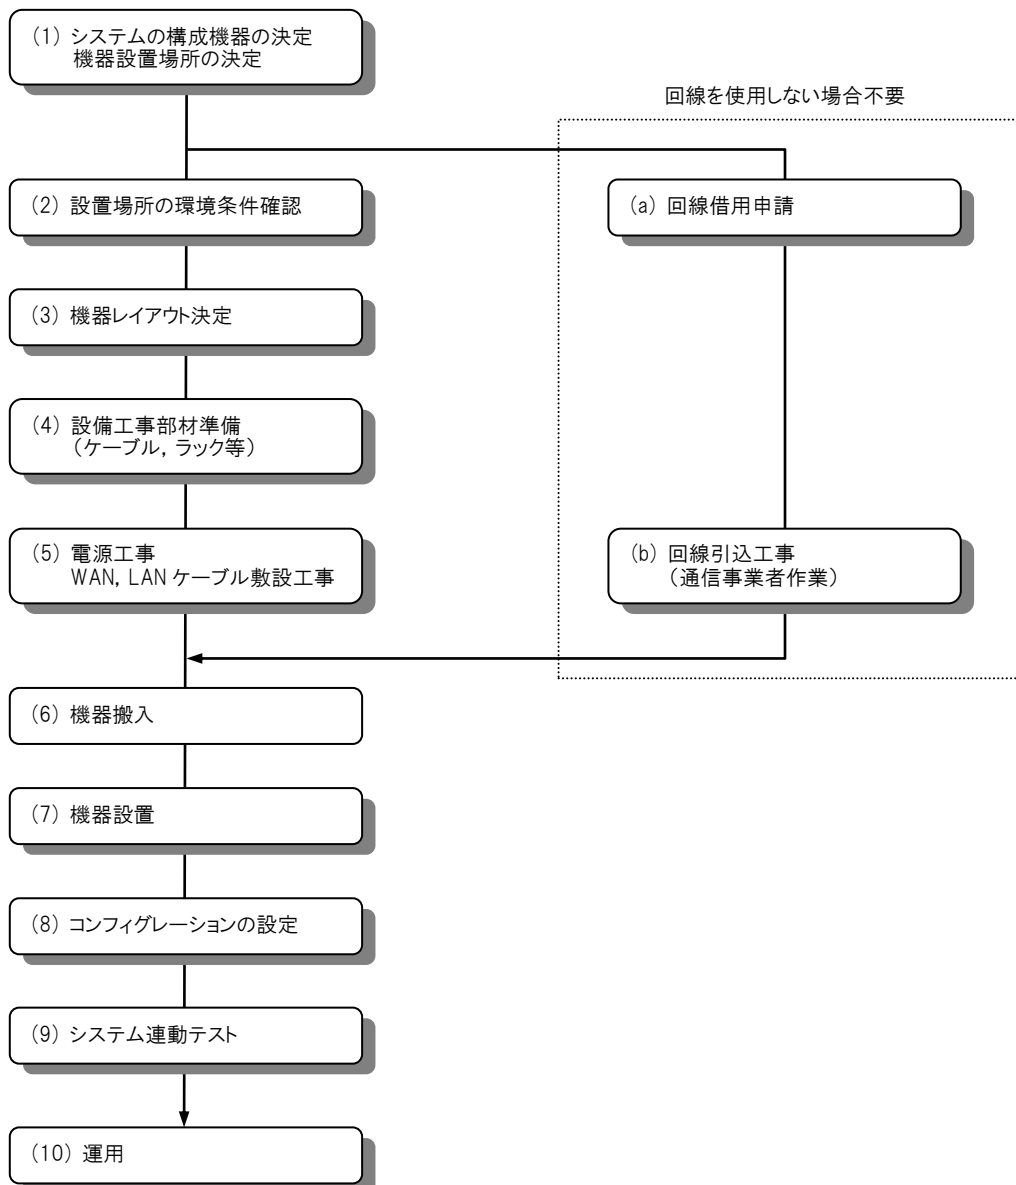 (1) システムの構成機器の決定
機器設置場所の決定
回線を使用しない場合不要
(2) 設置場所の環境条件確認
(a) 回線借用申請
(3) 機器レイアウト決定
(4) 設備工事部材準備
(ケーブル, ラック等)
(5) 電源工事
WAN, LAN ケーブル敷設工事
(b) 回線引込工事
(通信事業者作業)
(6) 機器搬入
(7) 機器設置
(8) コンフィグレーションの設定
(9) システム連動テスト
(10) 運用